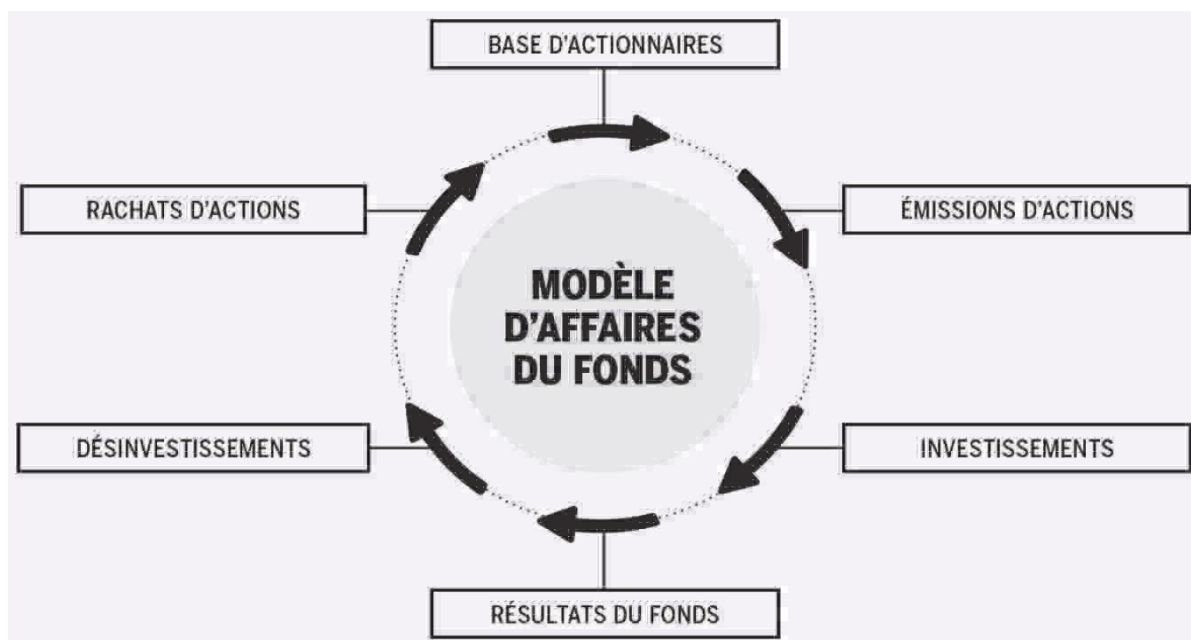 BASE D'ACTIONNAIRES
RACHATS D'ACTIONS
ÉMISSIONS D'ACTIONS
MODÈLE
D'AFFAIRES
DU FONDS
DÉSINVESTISSEMENTS
INVESTISSEMENTS
RÉSULTATS DU FONDS